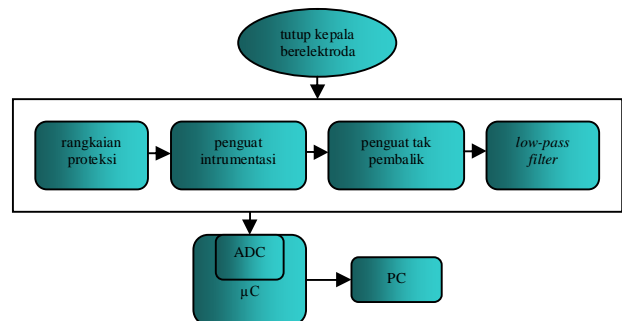 tutup kepala
berelektroda
rangkaian
proteksi
penguat
intrumentasi
penguat tak
pembalik
low-pass
filter
ADC
µC
PC